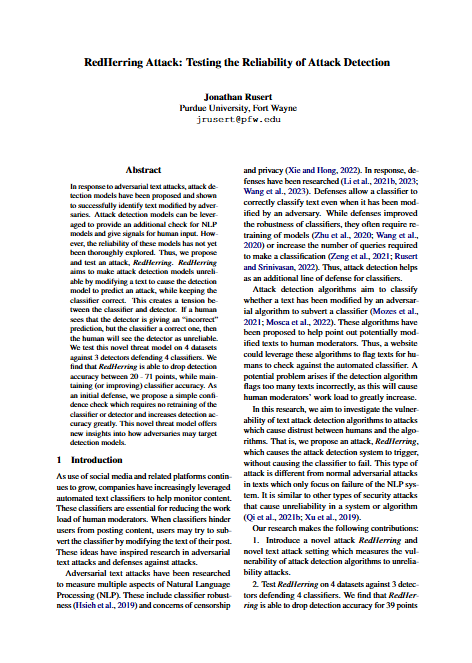 RedHerring Attack: Testing the Reliability of Attack Detection
Jonathan Rusert
Purdue University, Fort Wayne
jrusert@pfw.edu
Abstract
In response to adversarial text attacks, attack de-
tection models have been proposed and shown
to successfully identify text modified by adver-
saries. Attack detection models can be lever-
aged to provide an additional check for NLP
models and give signals for human input. How-
ever, the reliability of these models has not yet
been thoroughly explored. Thus, we propose
and test an attack, RedHerring. RedHerring
aims to make attack detection models unreli-
able by modifying a text to cause the detection
model to predict an attack, while keeping the
classifier correct. This creates a tension be-
tween the classifier and detector. If a human
sees that the detector is giving an “incorrect”
prediction, but the classifier a correct one, then
the human will see the detector as unreliable.
We test this novel threat model on 4 datasets
against 3 detectors defending 4 classifiers. We
find that RedHerring is able to drop detection
accuracy between 20 - 71 points, while main-
taining (or improving) classifier accuracy. As
an initial defense, we propose a simple confi-
dence check which requires no retraining of the
classifier or detector and increases detection ac-
curacy greatly. This novel threat model offers
new insights into how adversaries may target
detection models.
1 Introduction
As use of social media and related platforms contin-
ues to grow, companies have increasingly leveraged
automated text classifiers to help monitor content.
These classifiers are essential for reducing the work
load of human moderators. When classifiers hinder
users from posting content, users may try to sub-
vert the classifier by modifying the text of their post.
These ideas have inspired research in adversarial
text attacks and defenses against attacks.
Adversarial text attacks have been researched
to measure multiple aspects of Natural Language
Processing (NLP). These include classifier robust-
ness (Hsieh et al., 2019) and concerns of censorship
and privacy (Xie and Hong, 2022). In response, de-
fenses have been researched (Li et al., 2021b, 2023;
Wang et al., 2023). Defenses allow a classifier to
correctly classify text even when it has been mod-
ified by an adversary. While defenses improved
the robustness of classifiers, they often require re-
training of models (Zhu et al., 2020; Wang et al.,
2020) or increase the number of queries required
to make a classification (Zeng et al., 2021; Rusert
and Srinivasan, 2022). Thus, attack detection helps
as an additional line of defense for classifiers.
Attack detection algorithms aim to classify
whether a text has been modified by an adversar-
ial algorithm to subvert a classifier (Mozes et al.,
2021; Mosca et al., 2022). These algorithms have
been proposed to help point out potentially mod-
ified texts to human moderators. Thus, a website
could leverage these algorithms to flag texts for hu-
mans to check against the automated classifier. A
potential problem arises if the detection algorithm
flags too many texts incorrectly, as this will cause
human moderators’ work load to greatly increase.
In this research, we aim to investigate the vulner-
ability of text attack detection algorithms to attacks
which cause distrust between humans and the algo-
rithms. That is, we propose an attack, RedHerring,
which causes the attack detection system to trigger,
without causing the classifier to fail. This type of
attack is different from normal adversarial attacks
in texts which only focus on failure of the NLP sys-
tem. It is similar to other types of security attacks
that cause unreliability in a system or algorithm
(Qi et al., 2021b; Xu et al., 2019).
Our research makes the following contributions:
1. Introduce a novel attack RedHerring and
novel text attack setting which measures the vul-
nerability of attack detection algorithms to unrelia-
bility attacks.
2. Test RedHerring on 4 datasets against 3 detec-
tors defending 4 classifiers. We find that RedHer-
ring is able to drop detection accuracy for 39 points